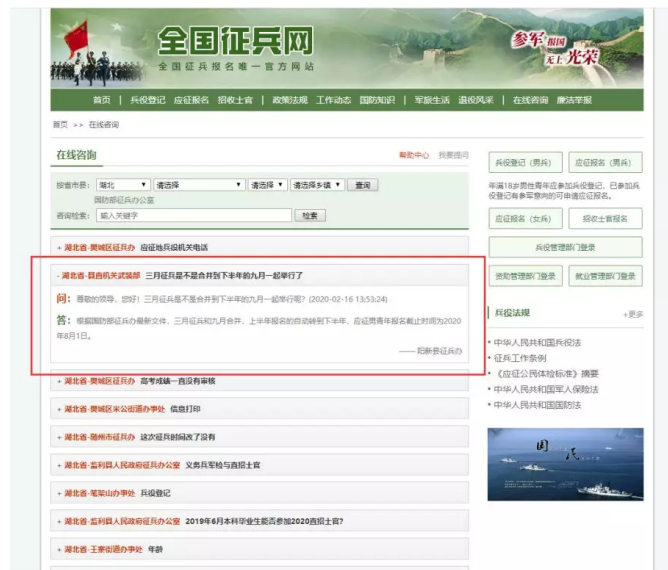 全国征兵网
全国征兵报名唯一官方网站
参军报国
无上光荣
首页 | 兵役登记 应征报名 招收士官 | 政策法规 工作动态 国防知识 | 军旅生活 退役风采 | 在线咨询 廉洁举报
首页 >> 在线咨询
在线咨询
帮助中心 我要提问
按省市县: 湖北 请选择 请选择 请选择乡镇 查询
国防部征兵办公室
咨询检索: 输入关键字 检索
+ 湖北省-樊城区征兵办 应征地兵役机关电话
- 湖北省-县直机关武装部 三月征兵是不是合并到下半年的九月一起举行了
问: 尊敬的领导、您好!三月征兵是不是合并到下半年的九月一起举行呢? (2020-02-16 13:53:24)
答: 根据国防部征兵办最新文件、三月征兵和九月合并、上半年报名的自动转到下半年、应征男青年报名截止时间为2020
年8月1日。
—— 阳新县征兵办
+ 湖北省-樊城区征兵办 高考成绩一直没有审核
+ 湖北省-樊城区米公街道办事处 信息打印
+ 湖北省-随州市征兵办 这次征兵时间改了没有
+ 湖北省-监利县人民政府征兵办公室 义务兵军检与直招士官
+ 湖北省-笔架山办事处 兵役登记
+ 湖北省-监利县人民政府征兵办公室 2019年6月本科毕业生能否参加2020直招士官?
+ 湖北省-王寨街道办事处 年龄
兵役登记(男兵) 应征报名(男兵)
年满18岁男性青年应参加兵役登记、已参加兵
役登记有参军意向的可申请应征报名。
应征报名(女兵) 招收士官报名
兵役管理部门登录
资助管理部门登录 就业管理部门登录
兵役法规
+更多
• 中华人民共和国兵役法
• 征兵工作条例
• 《应征公民体检标准》摘要
• 中华人民共和国军人保险法
• 中华人民共和国国防法